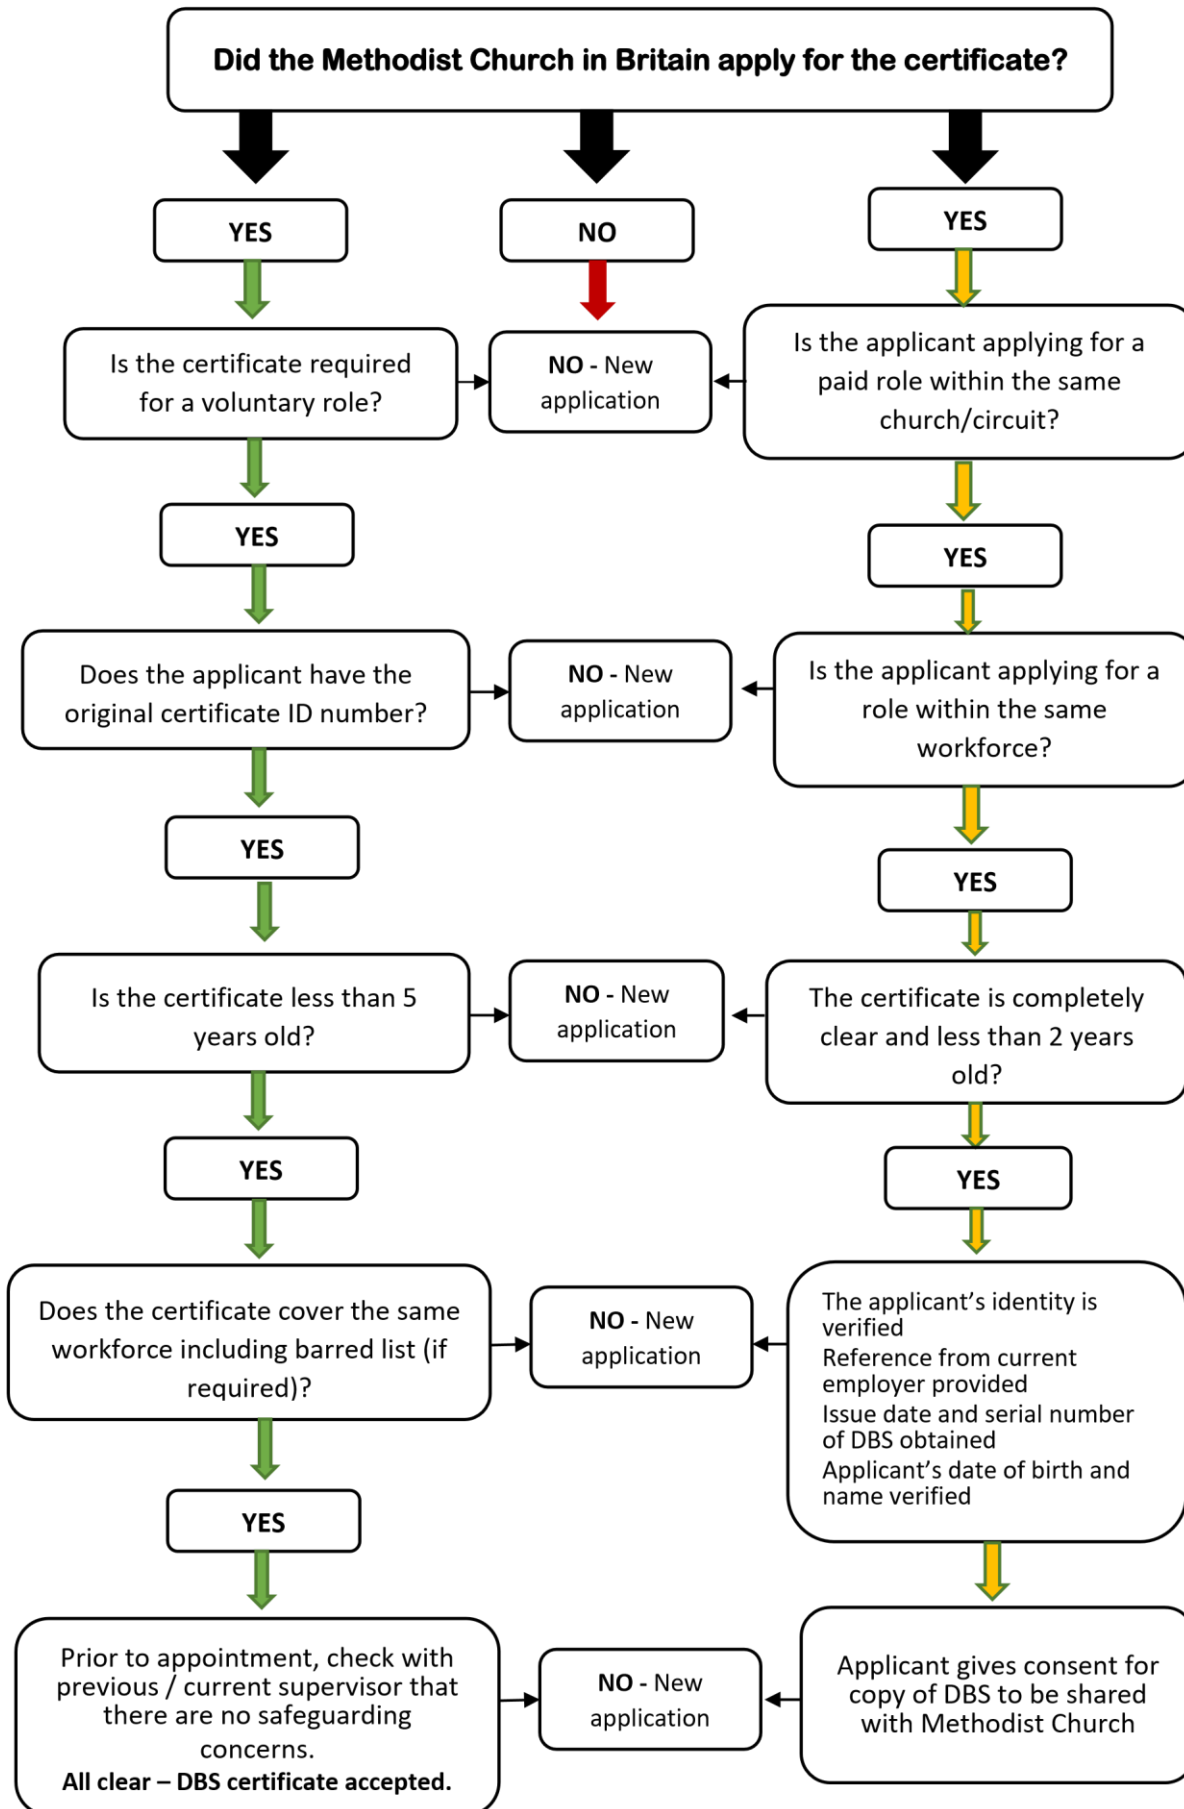 Did the Methodist Church in Britain apply for the certificate?
YES
NO
YES
Is the certificate required
for a voluntary role?
NO - New
application
Is the applicant applying for a
paid role within the same
church/circuit?
YES
YES
Does the applicant have the
original certificate ID number?
NO - New
application
Is the applicant applying for a
role within the same
workforce?
YES
YES
Is the certificate less than 5
years old?
NO - New
application
The certificate is completely
clear and less than 2 years
old?
YES
YES
Does the certificate cover the same
workforce including barred list (if
required)?
NO - New
application
The applicant’s identity is
verified
Reference from current
employer provided
Issue date and serial number
of DBS obtained
Applicant’s date of birth and
name verified
YES
Prior to appointment, check with
previous / current supervisor that
there are no safeguarding
concerns.
All clear – DBS certificate accepted.
NO - New
application
Applicant gives consent for
copy of DBS to be shared
with Methodist Church